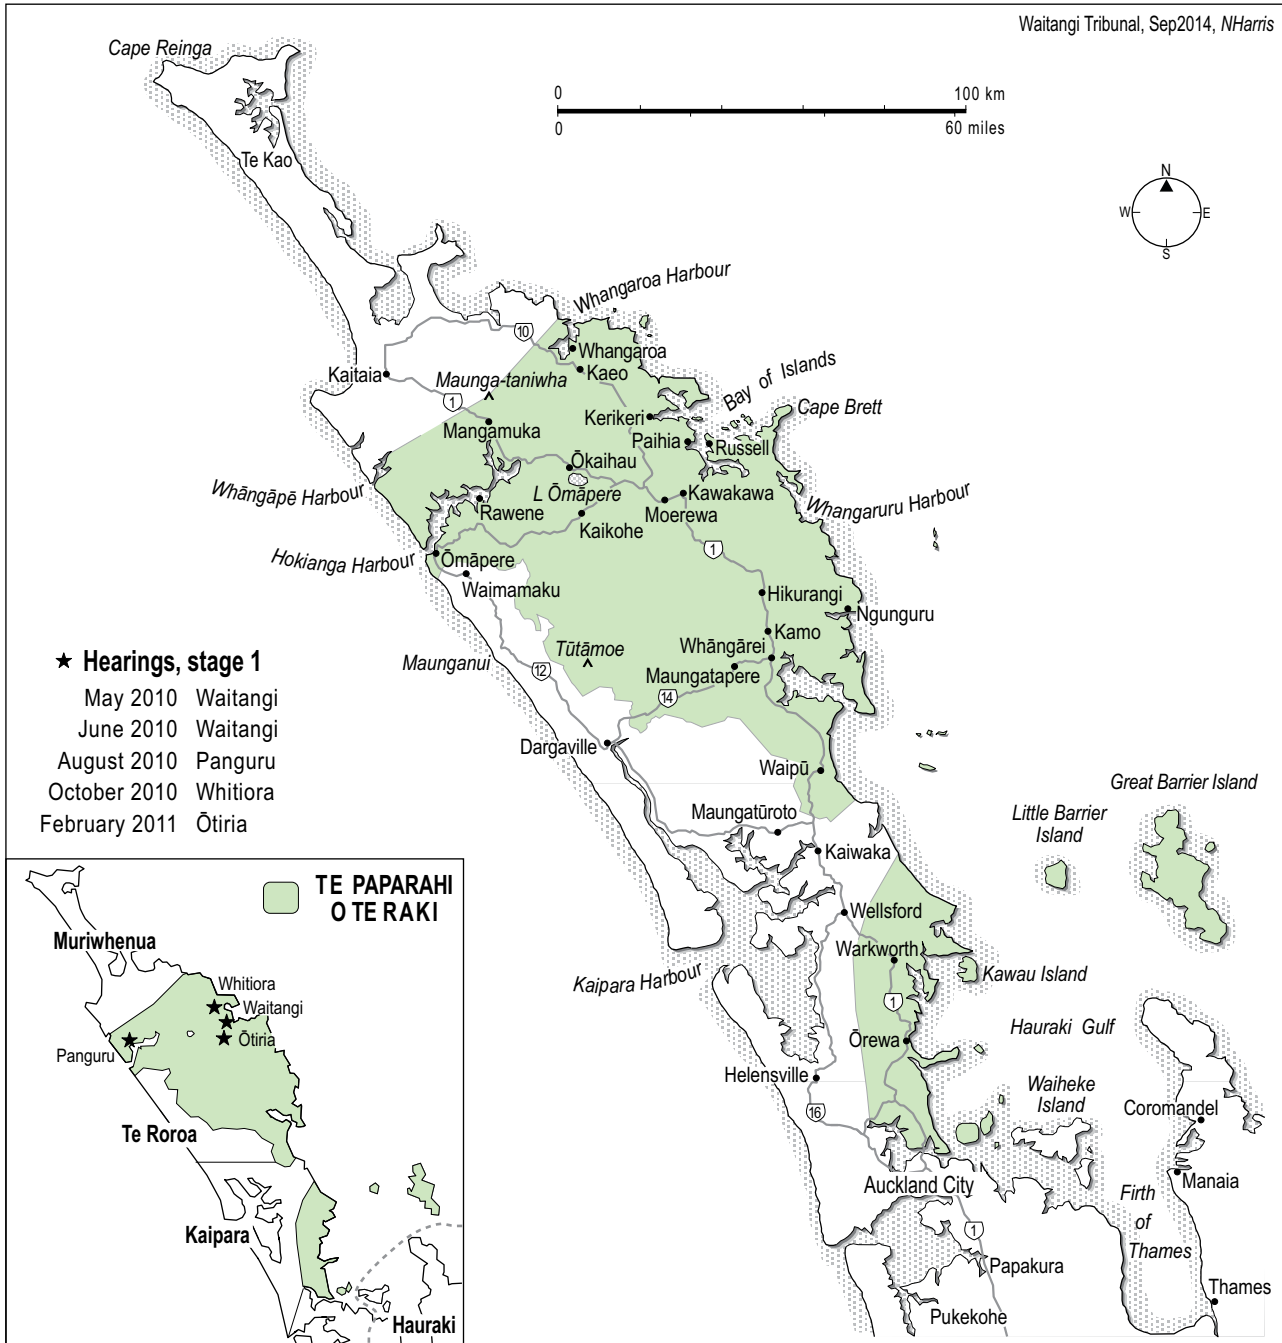 Waitangi Tribunal, Sep2014, NHarris
Cape Reinga
0
100 km
0
60 miles
Te Kao
N
W
E
S
Whangaroa Harbour
10
Whangaroa
Kaitaia
Maunga-taniwha
Kaeo
Bay of Islands
1
Cape Brett
Mangamuka
Kerikeri
Paihia
Russell
Ōkaihau
Whāngāpē Harbour
L Ōmāpere
Kawakawa
Whangaruru Harbour
Rawene
Moerewa
Kaikohe
Hokianga Harbour
Ōmāpere
1
Waimamaku
Hikurangi
Ngunguru
Kamo
Tūtāmoe
Whāngārei
Maunganui
12
Maungatapere
14
★ Hearings, stage 1
May 2010 Waitangi
June 2010 Waitangi
August 2010 Panguru
October 2010 Whitiora
February 2011 Ōtiria
Dargaville
Waipū
Great Barrier Island
Little Barrier
Island
Maungatūroto
Kaiwaka
Wellsford
Warkworth
Kaipara Harbour
Kawau Island
1
Hauraki Gulf
Ōrewa
Helensville
Waiheke
Island
16
Coromandel
Auckland City
Manaia
Firth
of
Thames
1
Papakura
Thames
Pukekohe
TE PAPARAHI
O TE RAKI
Muriwhenua
Whitiora
Waitangi
Ōtiria
Panguru
Te Roroa
Kaipara
Hauraki